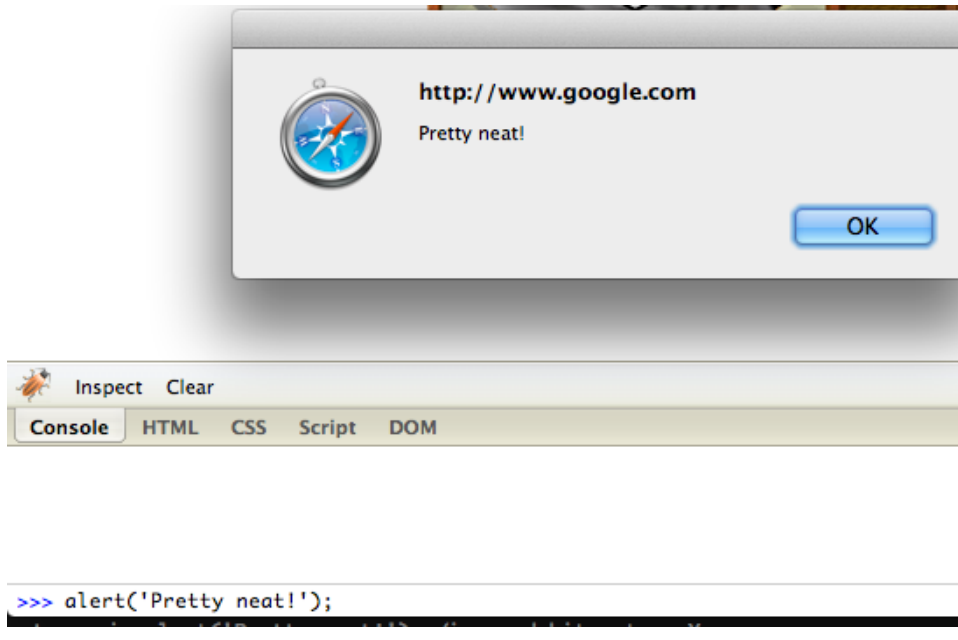 http://www.google.com
Pretty neat!
OK
Inspect Clear
Console HTML CSS Script DOM
>>> alert('Pretty neat!');